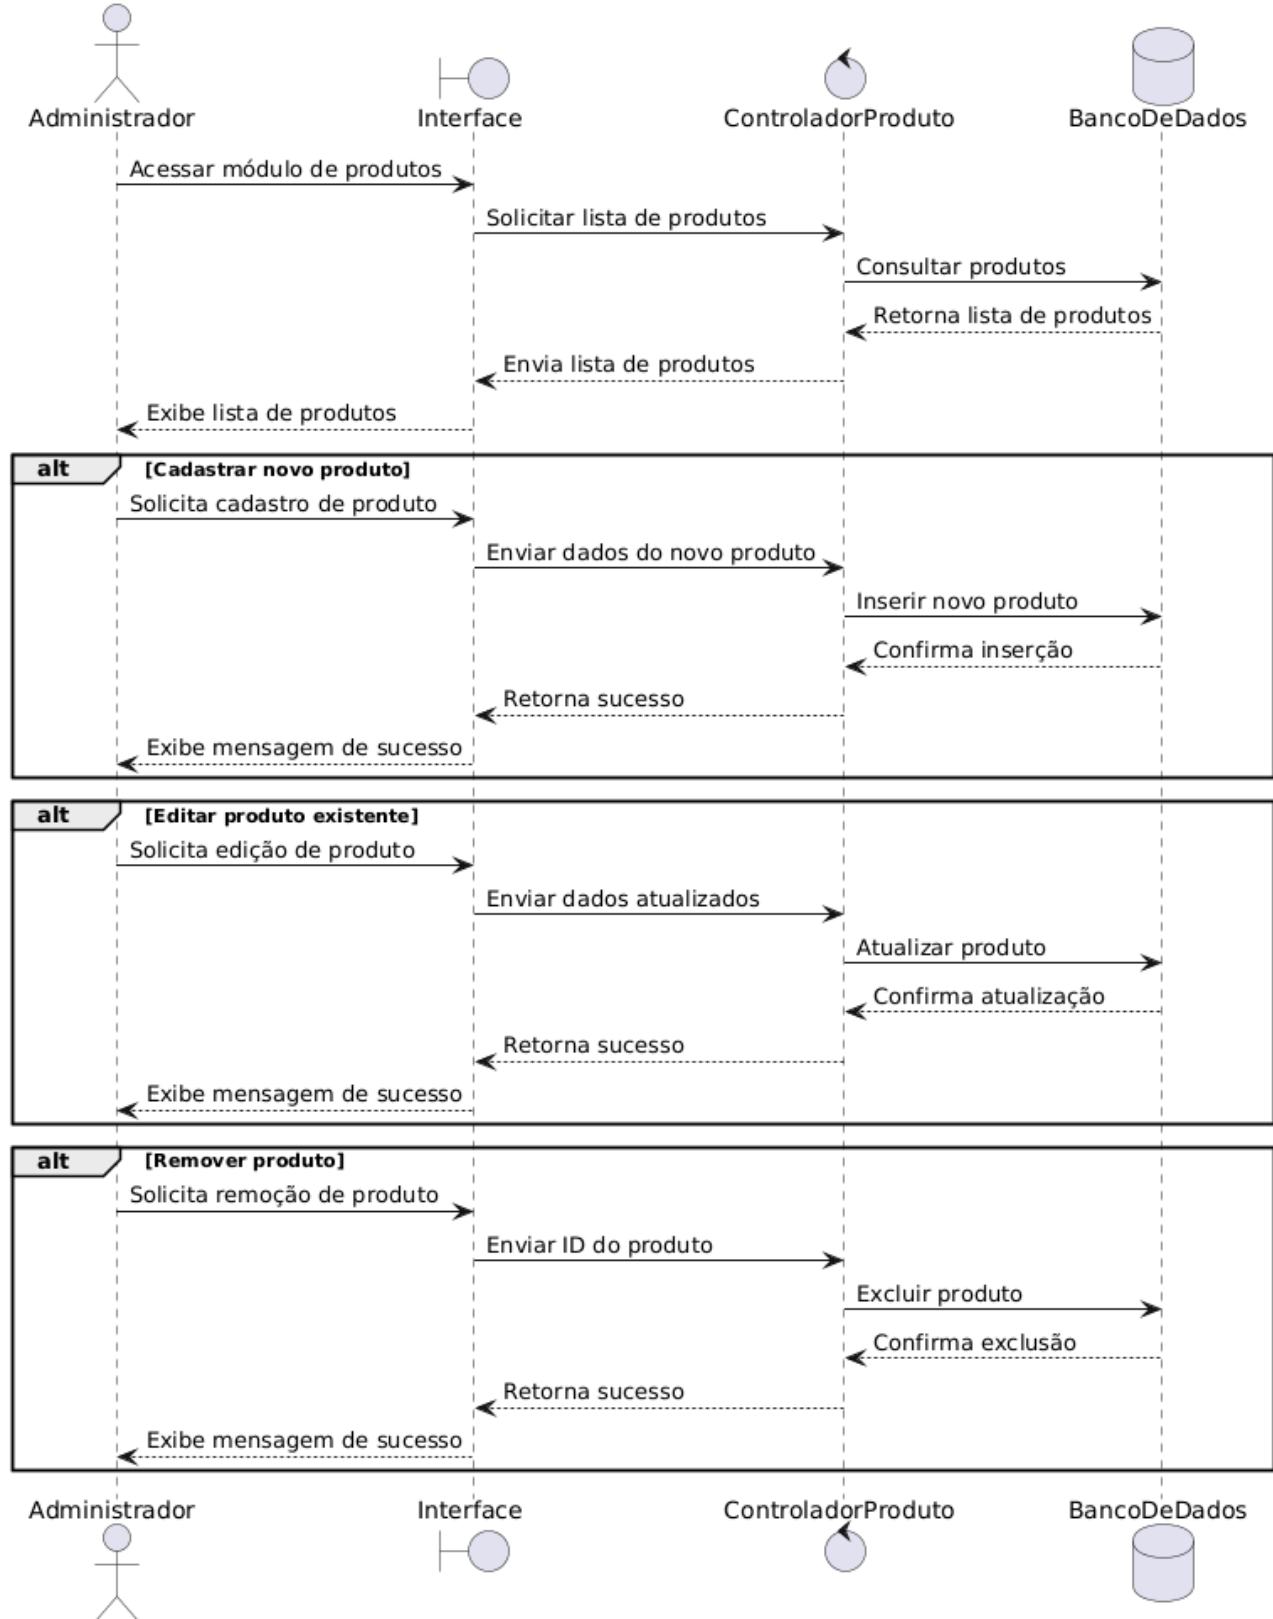 Administrador Interface ControladorProduto BancoDeDados
Acessar módulo de produtos
Solicitar lista de produtos
Consultar produtos
Retorna lista de produtos
Envia lista de produtos
Exibe lista de produtos
alt [Cadastrar novo produto]
Solicita cadastro de produto
Enviar dados do novo produto
Inserir novo produto
Confirma inserção
Retorna sucesso
Exibe mensagem de sucesso
alt [Editar produto existente]
Solicita edição de produto
Enviar dados atualizados
Atualizar produto
Confirma atualização
Retorna sucesso
Exibe mensagem de sucesso
alt [Remover produto]
Solicita remoção de produto
Enviar ID do produto
Excluir produto
Confirma exclusão
Retorna sucesso
Exibe mensagem de sucesso
Administrador Interface ControladorProduto BancoDeDados